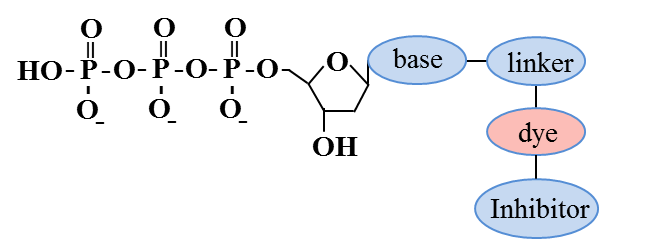 O O O
HO-P-O-P-O-P-O O base linker
O- O- O-
OH dye
Inhibitor